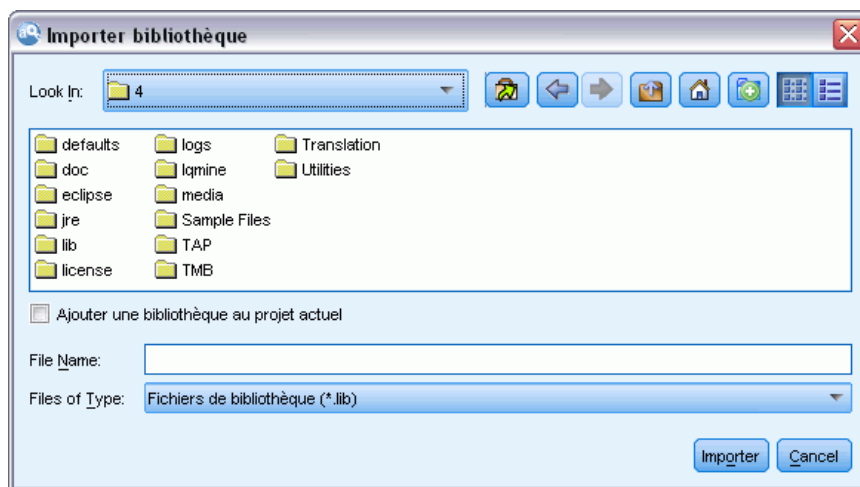 Importer bibliothèque
Look In: 4
defaults logs Translation
doc lqmine Utilities
eclipse media
jre Sample Files
lib TAP
license TMB
Ajouter une bibliothèque au projet actuel
File Name:
Files of Type: Fichiers de bibliothèque (*.lib)
Importer Cancel